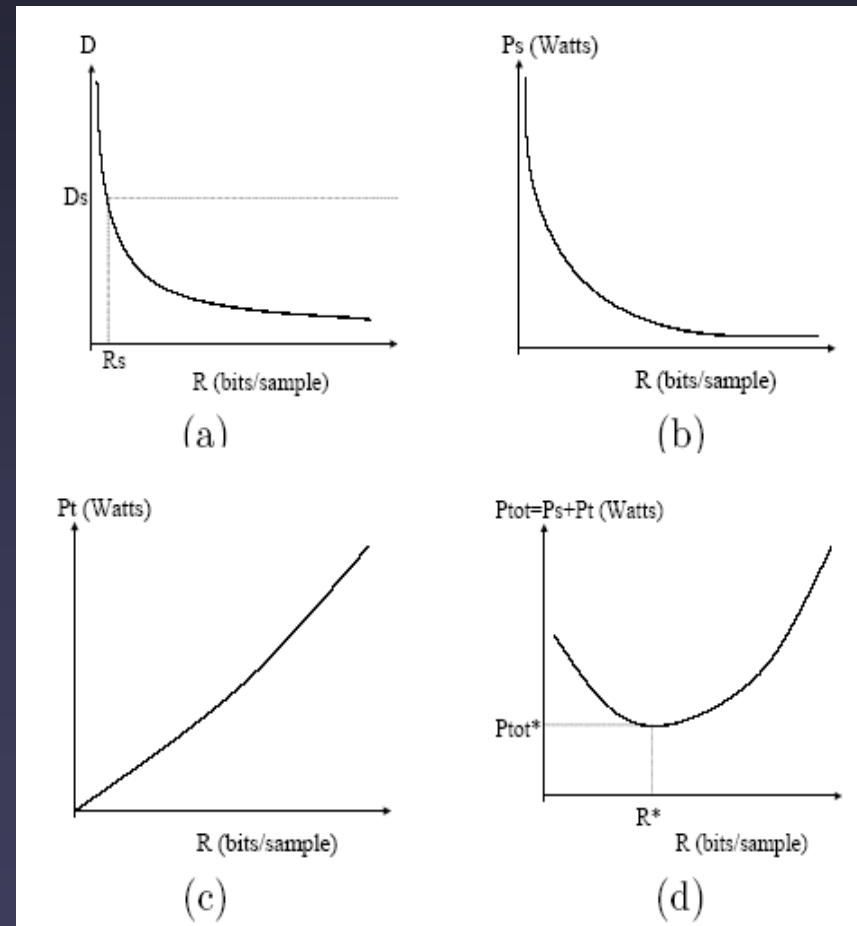 D
Ds
Rs
R (bits/sample)
(a)
Ps (Watts)
R (bits/sample)
(b)
Pt (Watts)
R (bits/sample)
(c)
Ptot=Ps+Pt (Watts)
Ptot*
R*
R (bits/sample)
(d)